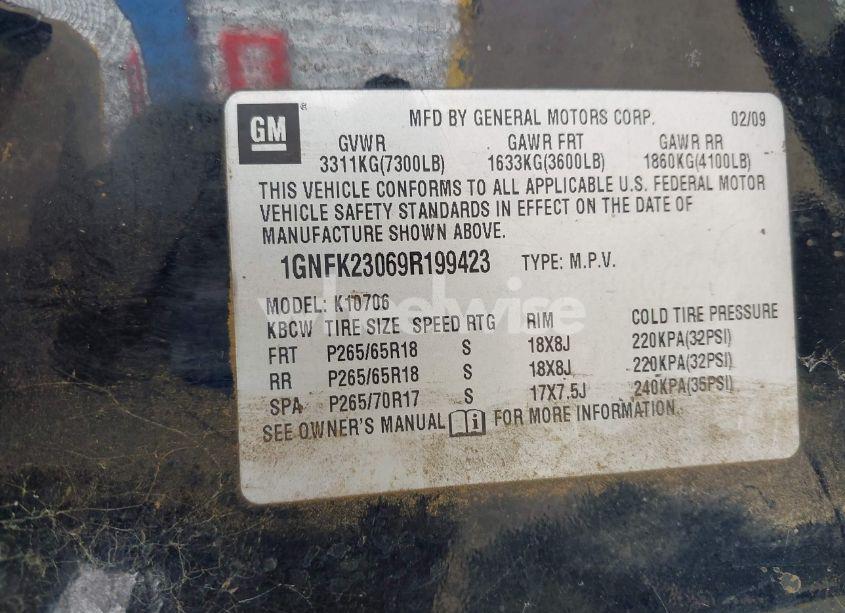 GM ® MFD BY GENERAL MOTORS CORP. 02/09
GVWR GAWR FRT GAWR RR
3311KG(7300LB) 1633KG(3600LB) 1860KG(4100LB)
THIS VEHICLE CONFORMS TO ALL APPLICABLE U.S. FEDERAL MOTOR
VEHICLE SAFETY STANDARDS IN EFFECT ON THE DATE OF
MANUFACTURE SHOWN ABOVE.
1GNFK23069R199423 TYPE: M.P.V.
wheelwise
MODEL: K10706
KBCW TIRE SIZE SPEED RTG RIM COLD TIRE PRESSURE
FRT P265/65R18 S 18X8J 220KPA(32PSI)
RR P265/65R18 S 18X8J 220KPA(32PSI)
SPA P265/70R17 S 17X7.5J 240KPA(35PSI)
SEE OWNER'S MANUAL i FOR MORE INFORMATION.